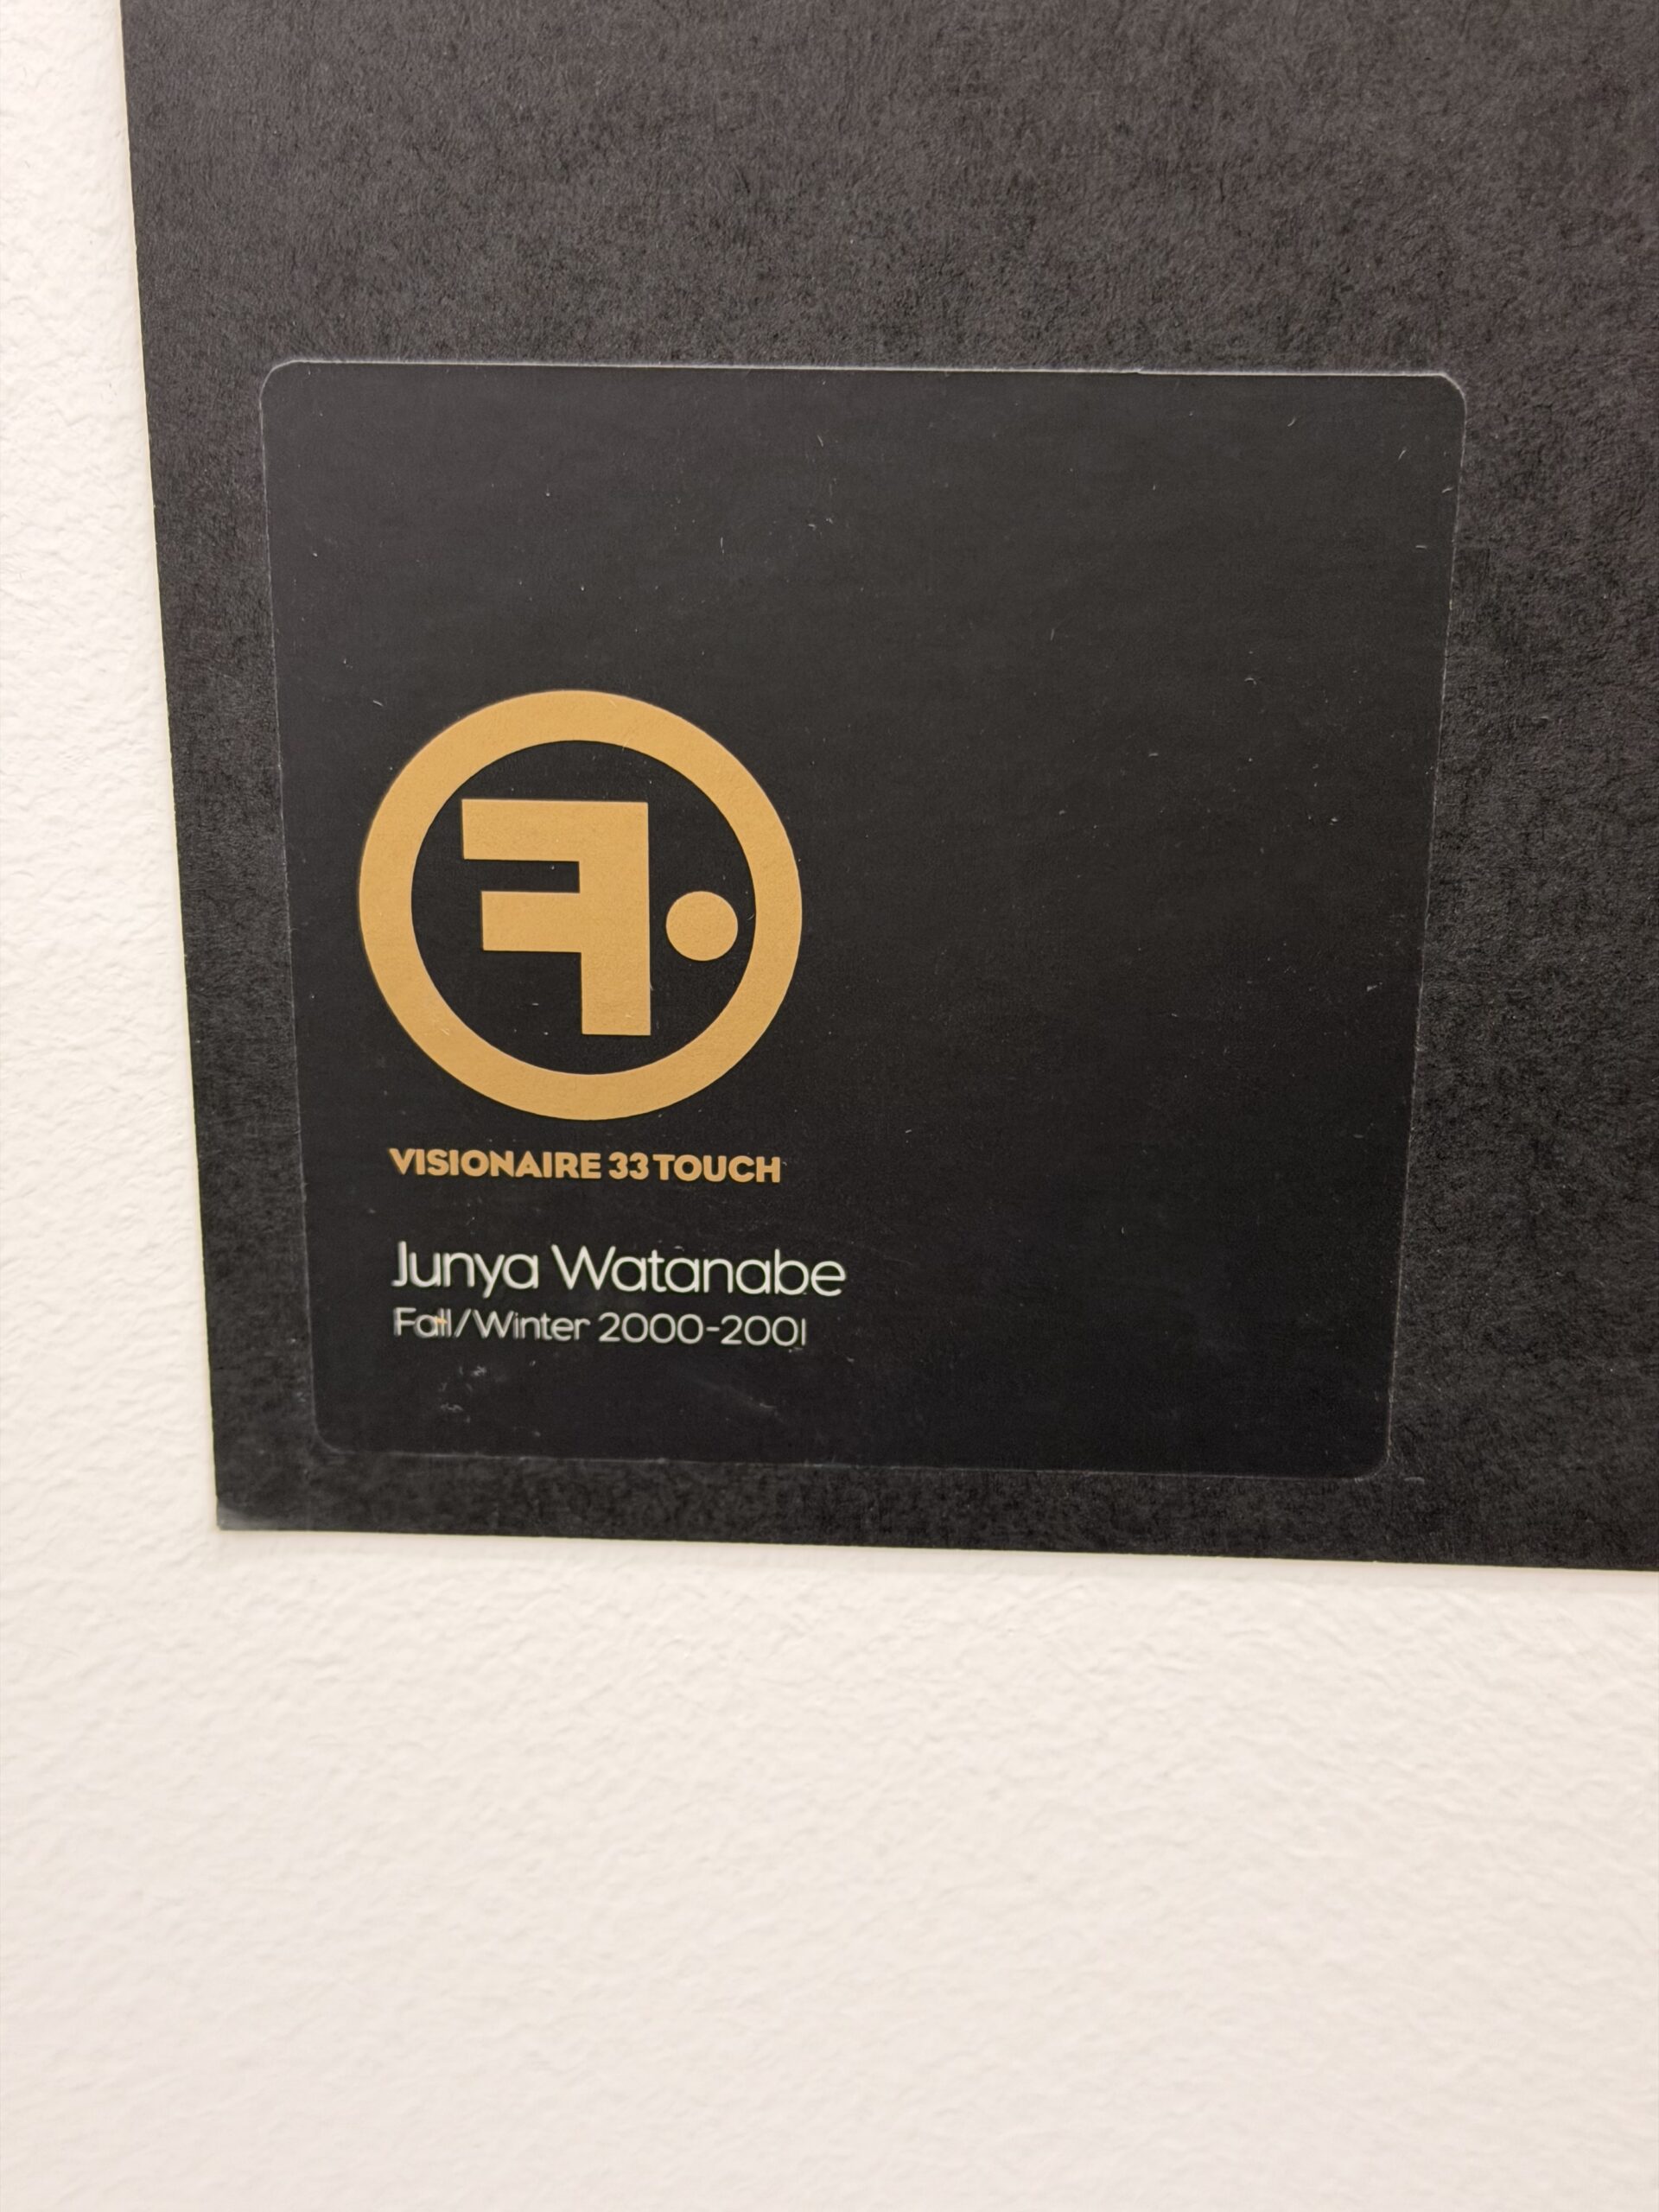 VISIONAIRE 33 TOUCH
Junya Watanabe
Fall/Winter 2000-2001